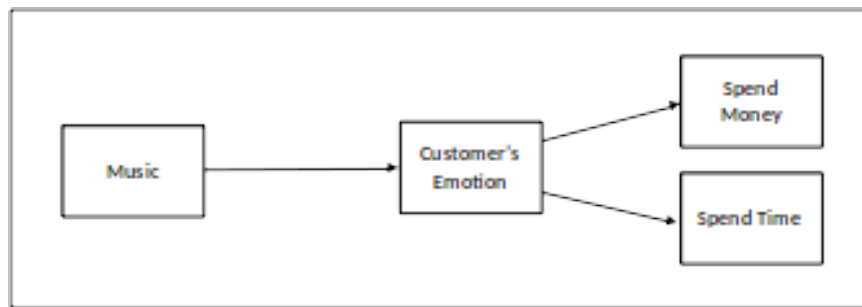 Music
Customer's
Emotion
Spend
Money
Spend Time